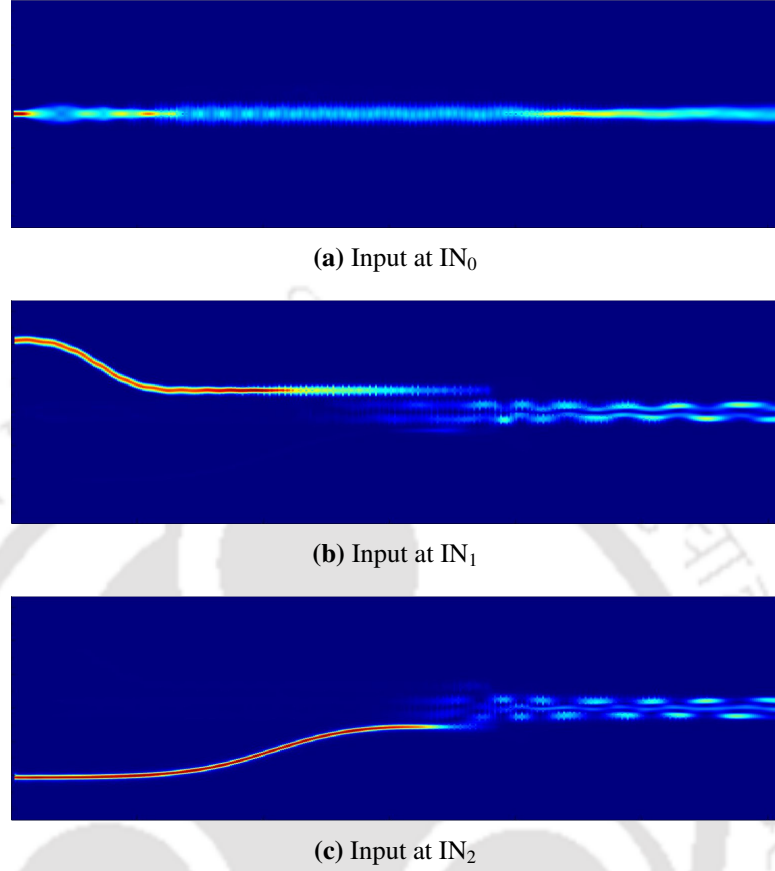 (a) Input at IN₀
(b) Input at IN₁
(c) Input at IN₂